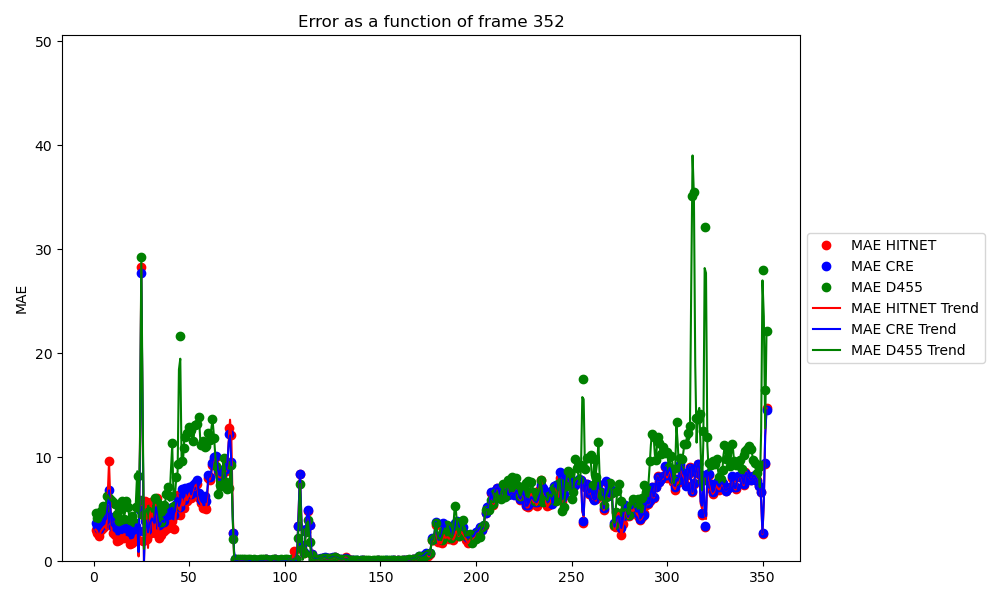 Error as a function of frame 352
MAE
50
40
30
20
10
0
0 50 100 150 200 250 300 350
MAE HITNET
MAE CRE
MAE D455
MAE HITNET Trend
MAE CRE Trend
MAE D455 Trend